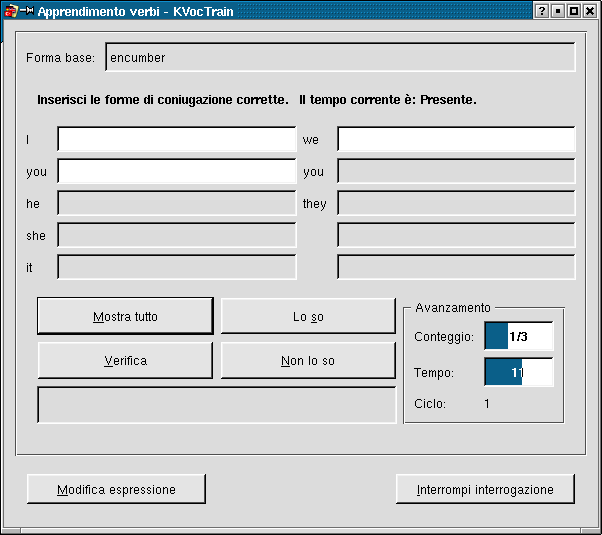 Apprendimento verbi - KVocTrain
Forma base: encumber
Inserisci le forme di coniugazione corrette. Il tempo corrente è: Presente.
I we
you you
he they
she
it
Mostra tutto Lo so
Verifica Non lo so
Avanzamento
Conteggio: 1/3
Tempo: 11
Ciclo: 1
Modifica espressione Interrompi interrogazione